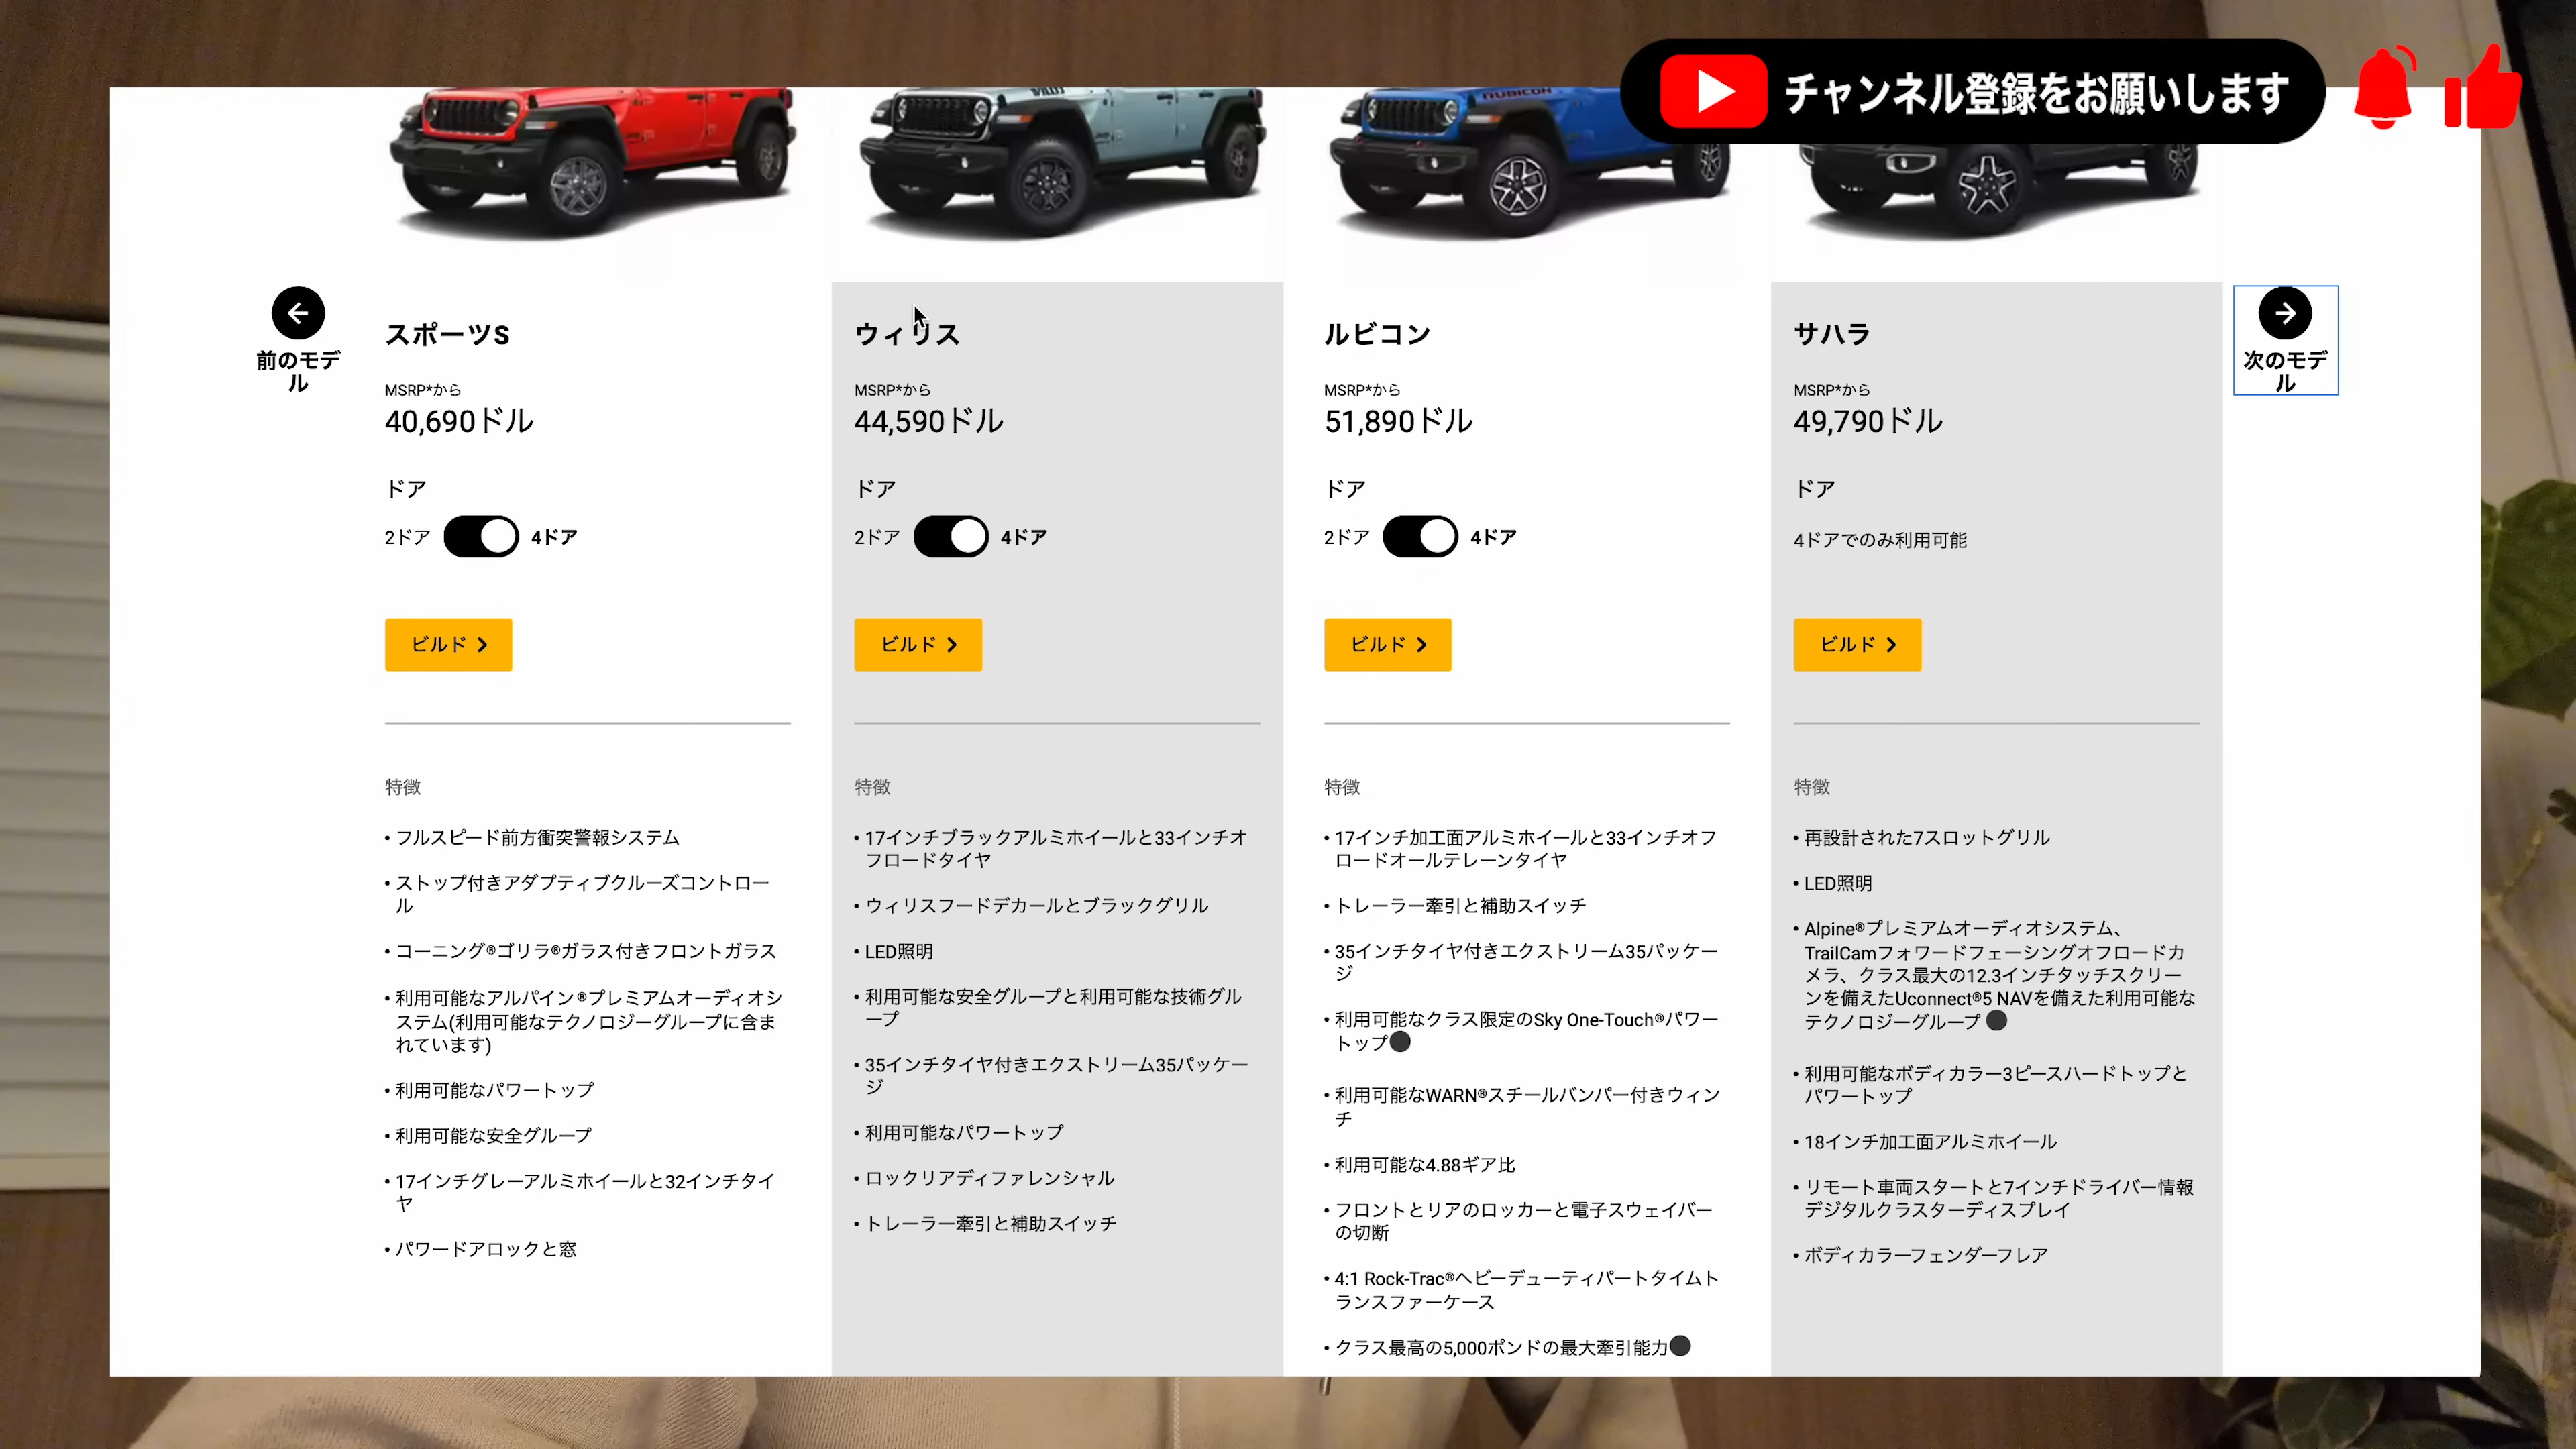 チャンネル登録をお願いします
WILLYS
RUBICON
前のモデ
ル
スポーツS
MSRP*から
40,690ドル
ドア
2ドア 4ドア
ビルド
特徴
• フルスピード前方衝突警報システム
• ストップ付きアダプティブクルーズコントロー
ル
• コーニング®ゴリラ®ガラス付きフロントガラス
• 利用可能なアルパイン®プレミアムオーディオシ
ステム(利用可能なテクノロジーグループに含ま
れています)
• 利用可能なパワートップ
• 利用可能な安全グループ
• 17インチグレーアルミホイールと32インチタイ
ヤ
• パワードアロックと窓
ウィリス
MSRP*から
44,590ドル
ドア
2ドア 4ドア
ビルド
特徴
• 17インチブラックアルミホイールと33インチオ
フロードタイヤ
• ウィリスフードデカールとブラックグリル
• LED照明
• 利用可能な安全グループと利用可能な技術グル
ープ
• 35インチタイヤ付きエクストリーム35パッケー
ジ
• 利用可能なパワートップ
• ロックリアディファレンシャル
• トレーラー牽引と補助スイッチ
ルビコン
MSRP*から
51,890ドル
ドア
2ドア 4ドア
ビルド
特徴
• 17インチ加工面アルミホイールと33インチオフ
ロードオールテレーンタイヤ
• トレーラー牽引と補助スイッチ
• 35インチタイヤ付きエクストリーム35パッケー
ジ
• 利用可能なクラス限定のSky One-Touch®パワー
トップ
• 利用可能なWARN®スチールバンパー付きウィン
チ
• 利用可能な4.88ギア比
• フロントとリアのロッカーと電子スウェイバー
の切断
• 4:1 Rock-Trac®ヘビーデューティパートタイムト
ランスファーケース
• クラス最高の5,000ポンドの最大牽引能力
サハラ
MSRP*から
49,790ドル
ドア
4ドアでのみ利用可能
ビルド
特徴
• 再設計された7スロットグリル
• LED照明
• Alpine®プレミアムオーディオシステム、
TrailCamフォワードフェーシングオフロードカ
メラ、クラス最大の12.3インチタッチスクリー
ンを備えたUconnect®5 NAVを備えた利用可能な
テクノロジーグループ
• 利用可能なボディカラー3ピースハードトップと
パワートップ
• 18インチ加工面アルミホイール
• リモート車両スタートと7インチドライバー情報
デジタルクラスターディスプレイ
• ボディカラーフェンダーフレア
次のモデ
ル